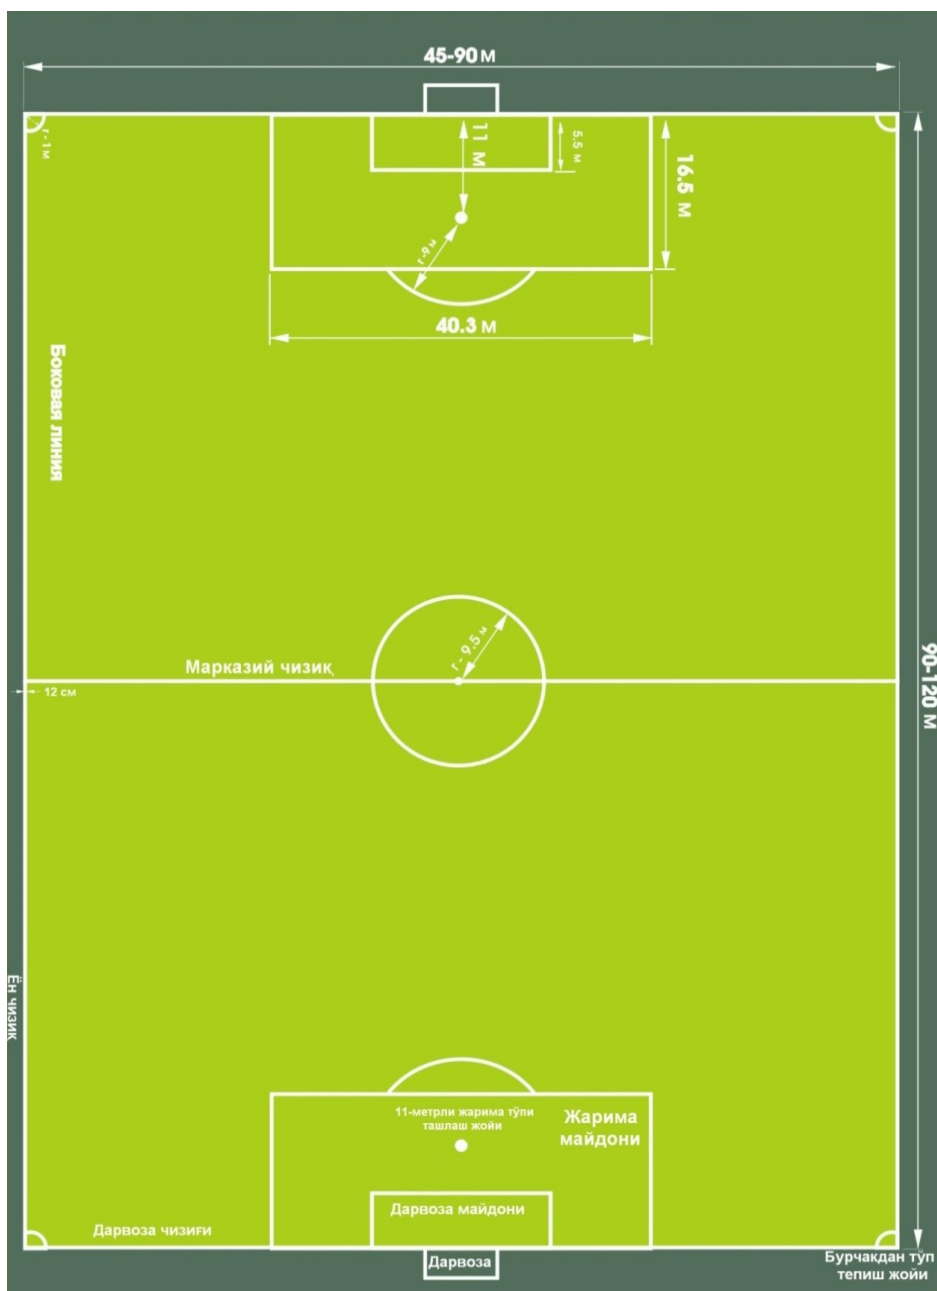 45-90 м
r-1м
11 м
5.5 м
16.5 м
r-9 м
40.3 м
Боковая линия
r - 9.5 м
Марказий чизиқ
12 см
90-120 м
Ён чизик
11-метрли жарима тўпи
ташлаш жойи
Жарима
майдони
Дарвоза майдони
Дарвоза чизиғи
Дарвоза
Бурчакдан тўп
тепиш жойи